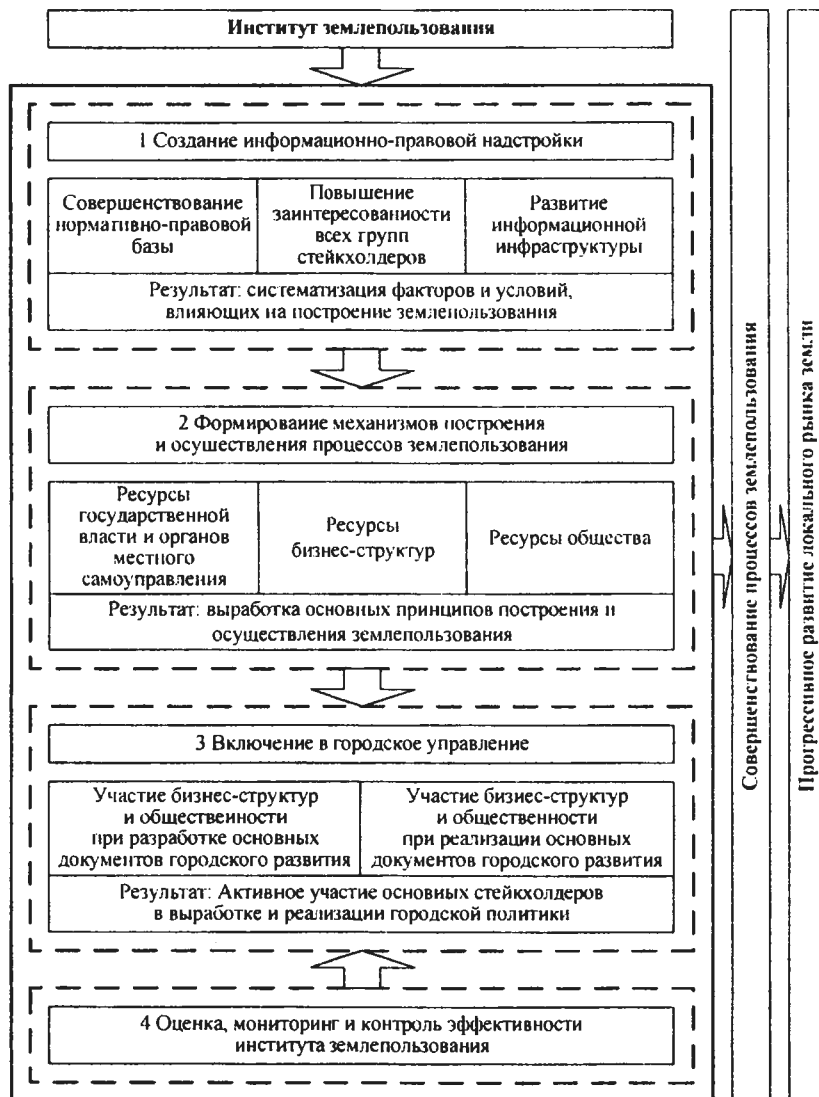 Институт землепользования
1 Создание информационно-правовой надстройки
Совершенствование
нормативно-правовой
базы
Повышение
заинтересованности
всех групп
стейкхолдеров
Развитие
информационной
инфраструктуры
Результат: систематизация факторов и условий,
влияющих на построение землепользования
2 Формирование механизмов построения
и осуществления процессов землепользования
Ресурсы
государственной
власти и органов
местного
самоуправления
Ресурсы
бизнес-структур
Ресурсы общества
Результат: выработка основных принципов построения и
осуществления землепользования
3 Включение в городское управление
Участие бизнес-структур
и общественности
при разработке основных
документов городского развития
Участие бизнес-структур
и общественности
при реализации основных
документов городского развития
Результат: Активное участие основных стейкхолдеров
в выработке и реализации городской политики
4 Оценка, мониторинг и контроль эффективности
института землепользования
Совершенствование процессов землепользования
Прогрессивное развитие локального рынка земли